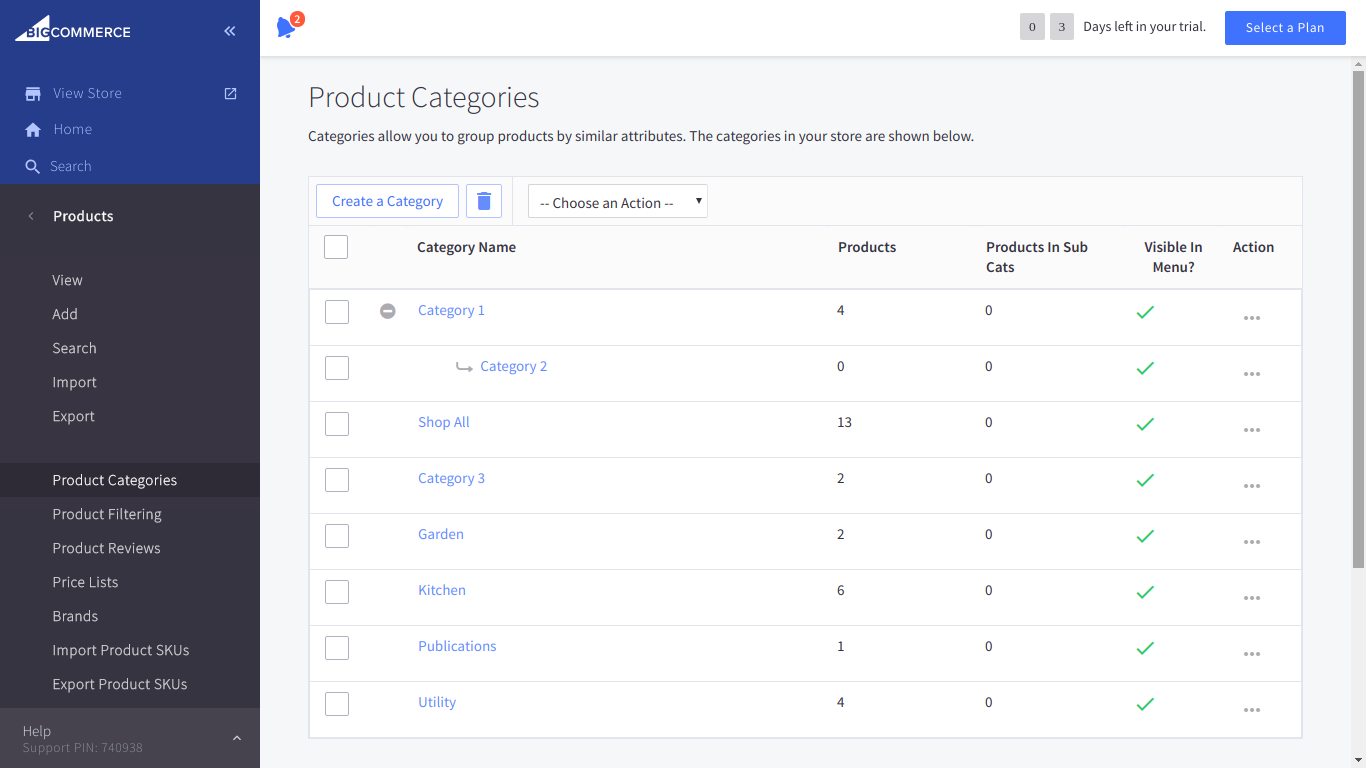 BIGCOMMERCE
View Store
Home
Search
Products
View
Add
Search
Import
Export
Product Categories
Product Filtering
Product Reviews
Price Lists
Brands
Import Product SKUs
Export Product SKUs
Help
Support PIN: 740938
2
0 3 Days left in your trial.
Select a Plan
Product Categories
Categories allow you to group products by similar attributes. The categories in your store are shown below.
Create a Category
-- Choose an Action --
Category Name Products Products In Sub Cats Visible In Menu? Action
Category 1 4 0
Category 2 0 0
Shop All 13 0
Category 3 2 0
Garden 2 0
Kitchen 6 0
Publications 1 0
Utility 4 0